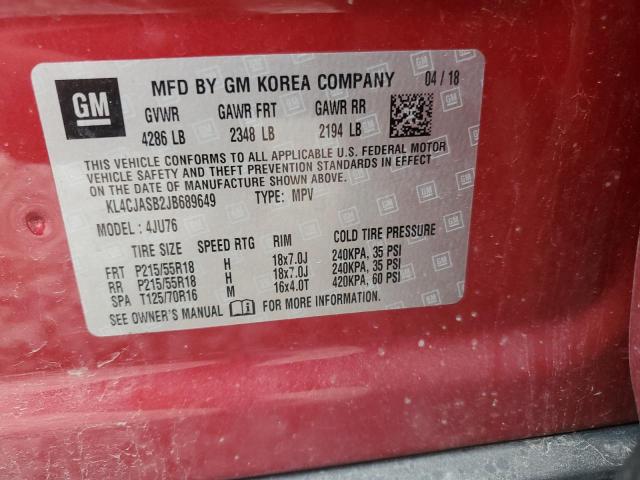 GM
MFD BY GM KOREA COMPANY 04 / 18
GVWR GAWR FRT GAWR RR
4286 LB 2348 LB 2194 LB
THIS VEHICLE CONFORMS TO ALL APPLICABLE U.S. FEDERAL MOTOR
VEHICLE SAFETY AND THEFT PREVENTION STANDARDS IN EFFECT
ON THE DATE OF MANUFACTURE SHOWN ABOVE.
KL4CJASB2JB689649 TYPE: MPV
MODEL: 4JU76
TIRE SIZE SPEED RTG RIM COLD TIRE PRESSURE
FRT P215/55R18 H 18x7.0J 240KPA, 35 PSI
RR P215/55R18 H 18x7.0J 240KPA, 35 PSI
SPA T125/70R16 M 16x4.0T 420KPA, 60 PSI
SEE OWNER'S MANUAL FOR MORE INFORMATION.